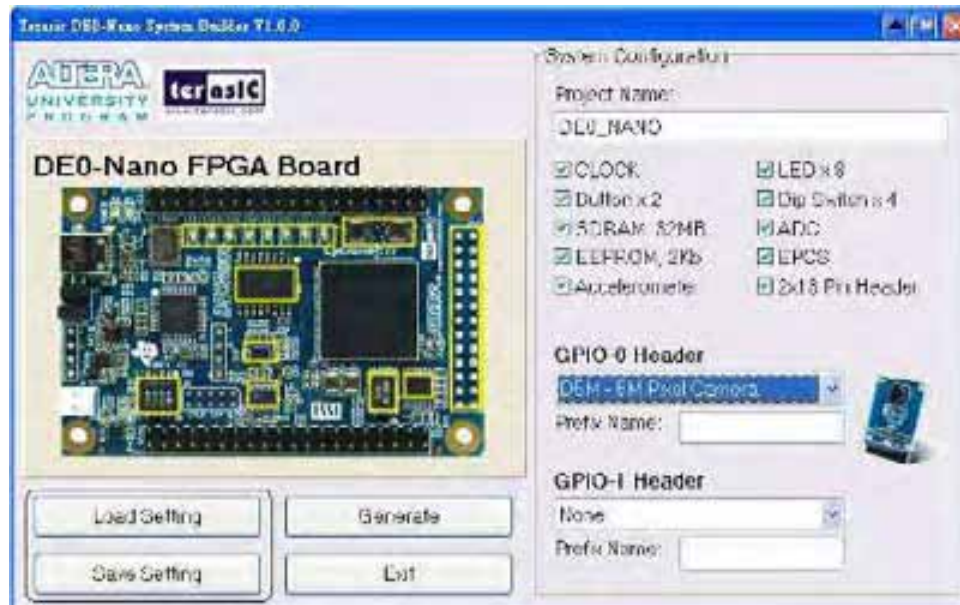 Terasic DE0-Nano System Builder V1.0.0
ALTERA
UNIVERSITY
PROGRAM
terasIC
www.terasic.com
DE0-Nano FPGA Board
Load Setting
Generate
Save Setting
Exit
System Configuration
Project Name:
DE0_NANO
CLOCK
LED x 8
Button x 2
Dip Switch x 4
SDRAM, 32MB
ADC
EEPROM, 2Kb
EPCS
Accelerometer
2x13 Pin Header
GPIO-0 Header
D5M - 5M Pixel Camera
Prefix Name:
GPIO-1 Header
None
Prefix Name: